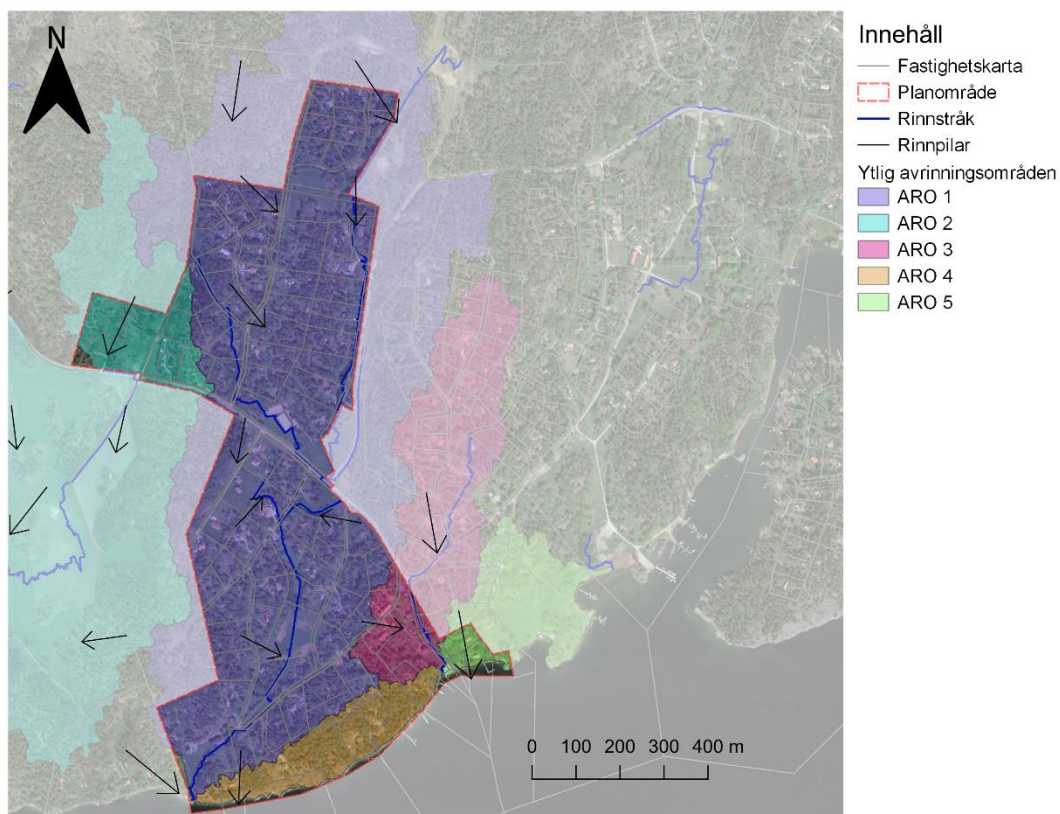 N
Innehåll
Fastighetskarta
Planområde
Rinnstråk
Rinnpilar
Ytlig avrinningsområden
ARO 1
ARO 2
ARO 3
ARO 4
ARO 5
0 100 200 300 400 m